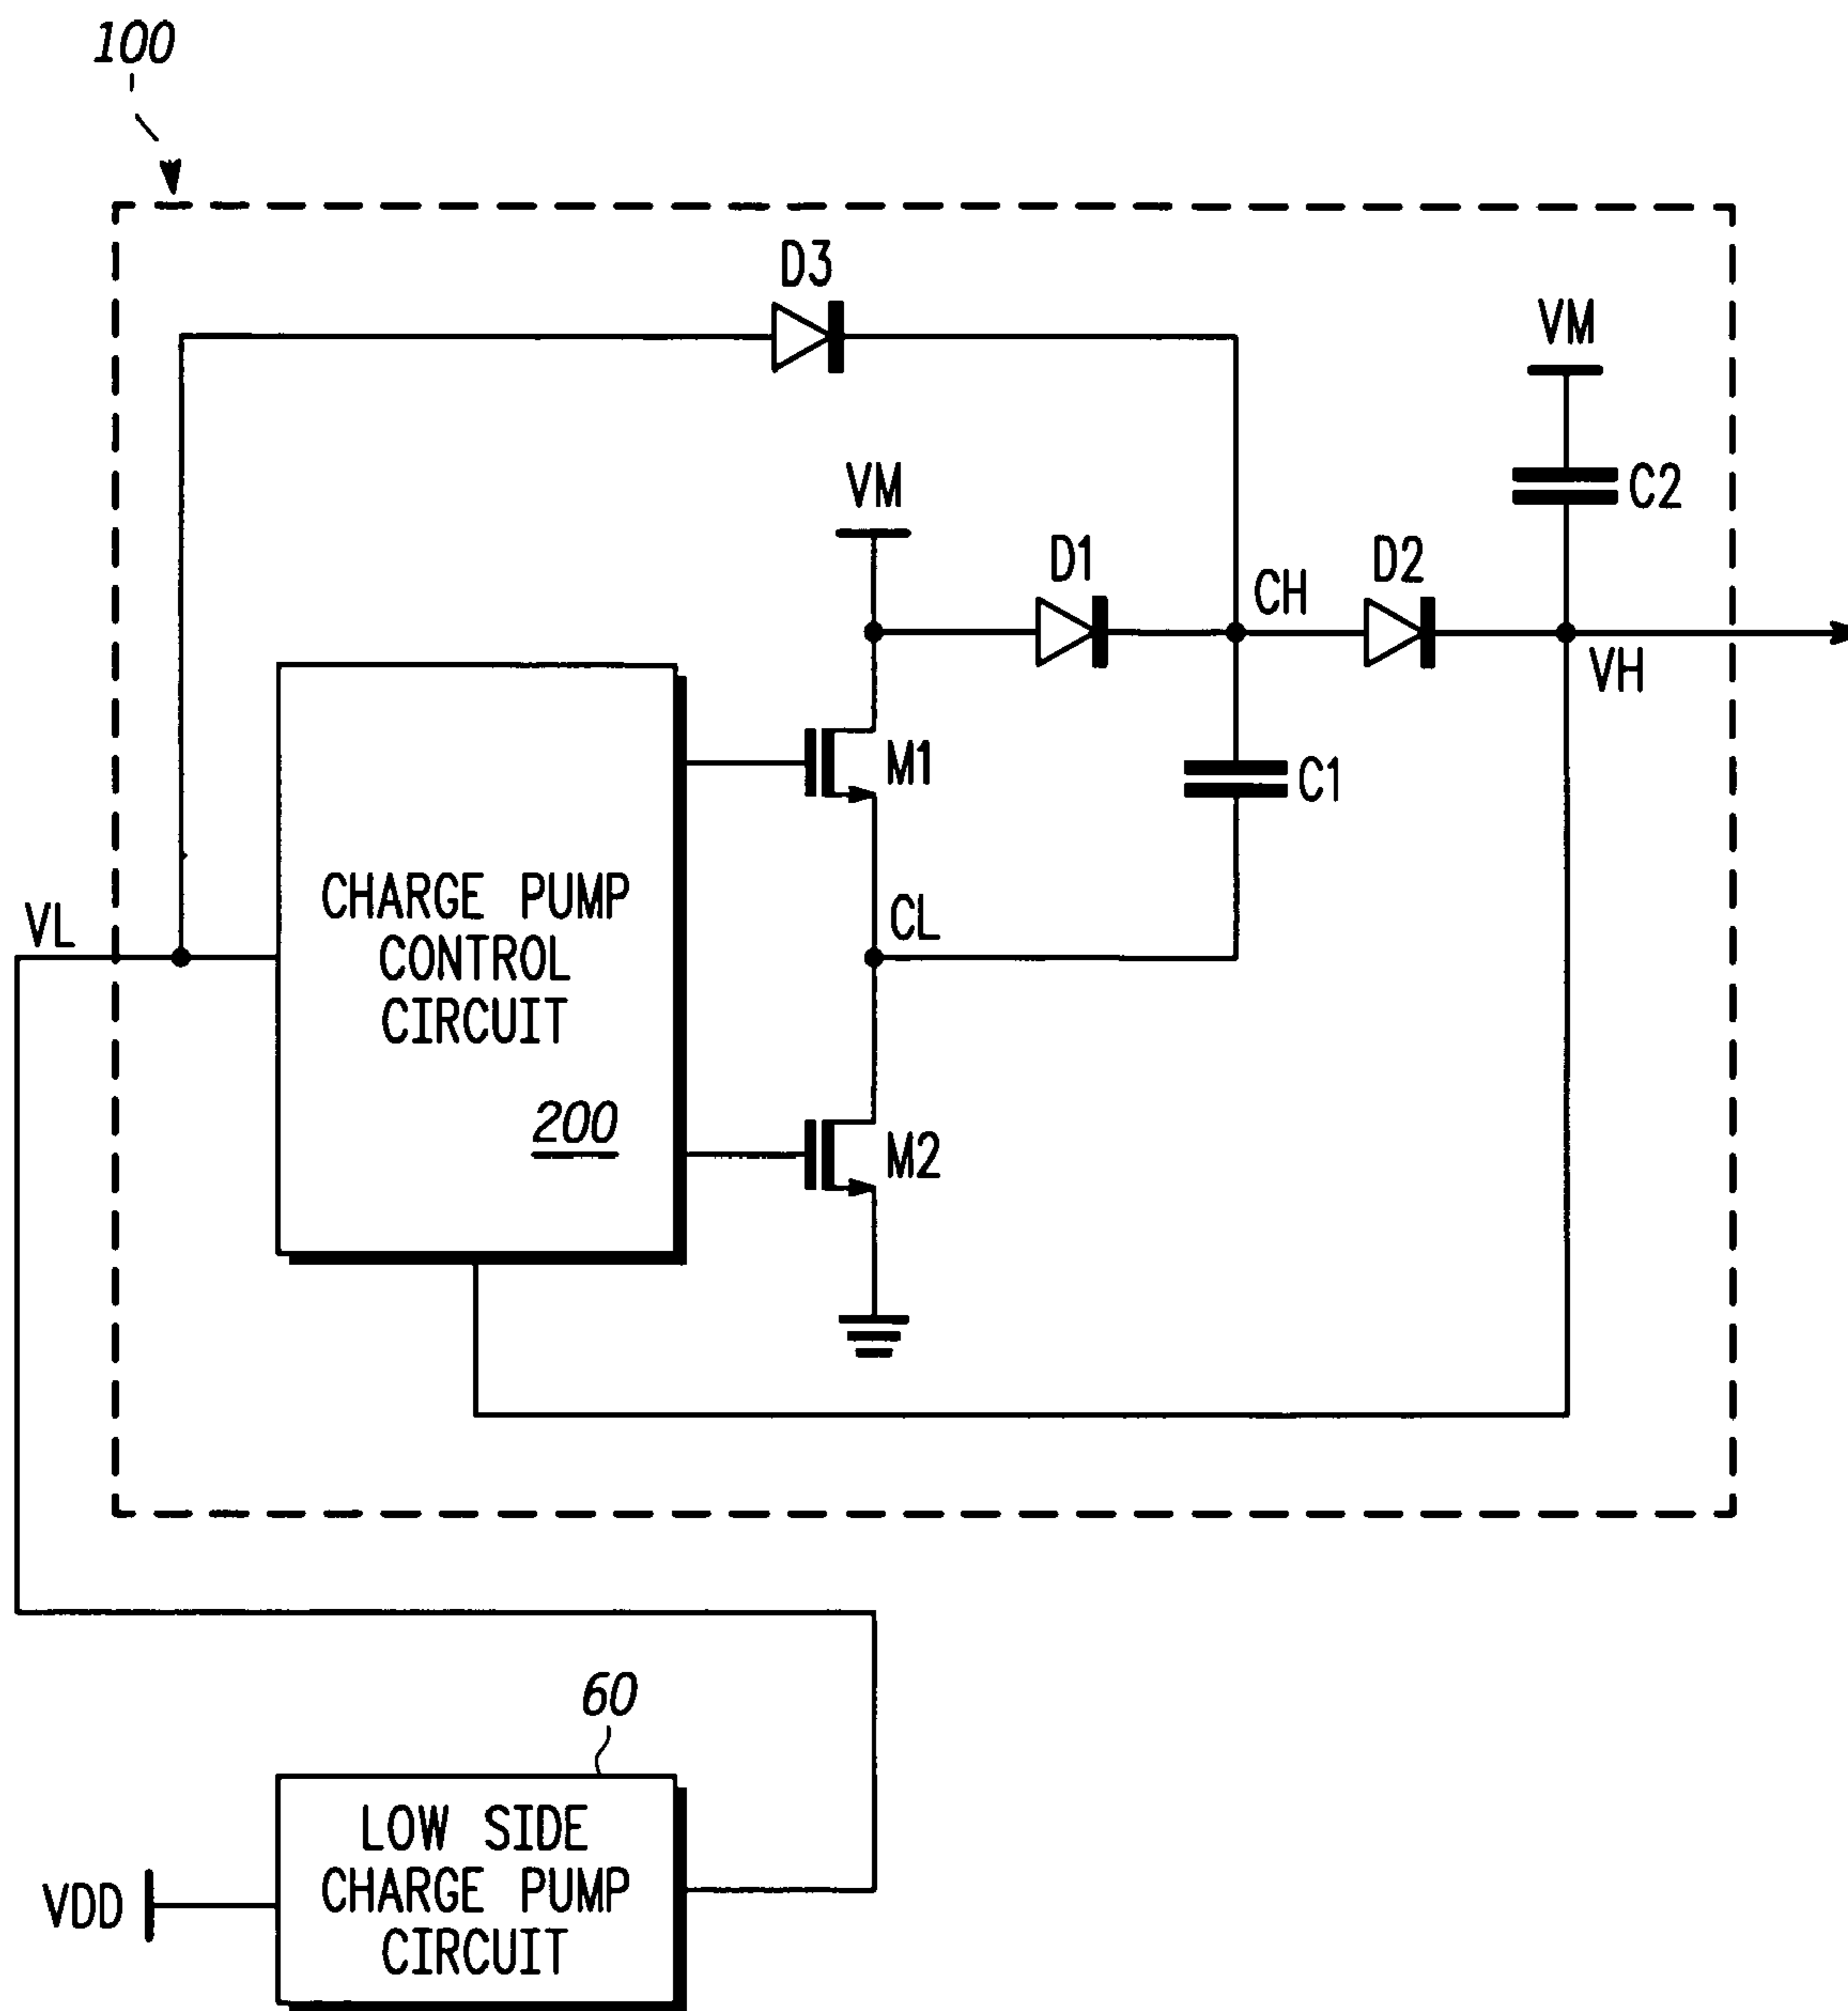 100
D3
VM
VM
C2
D1
CH
D2
VH
M1
C1
CHARGE PUMP
CONTROL
CIRCUIT
CL
VL
200
M2
60
LOW SIDE
CHARGE PUMP
CIRCUIT
VDD